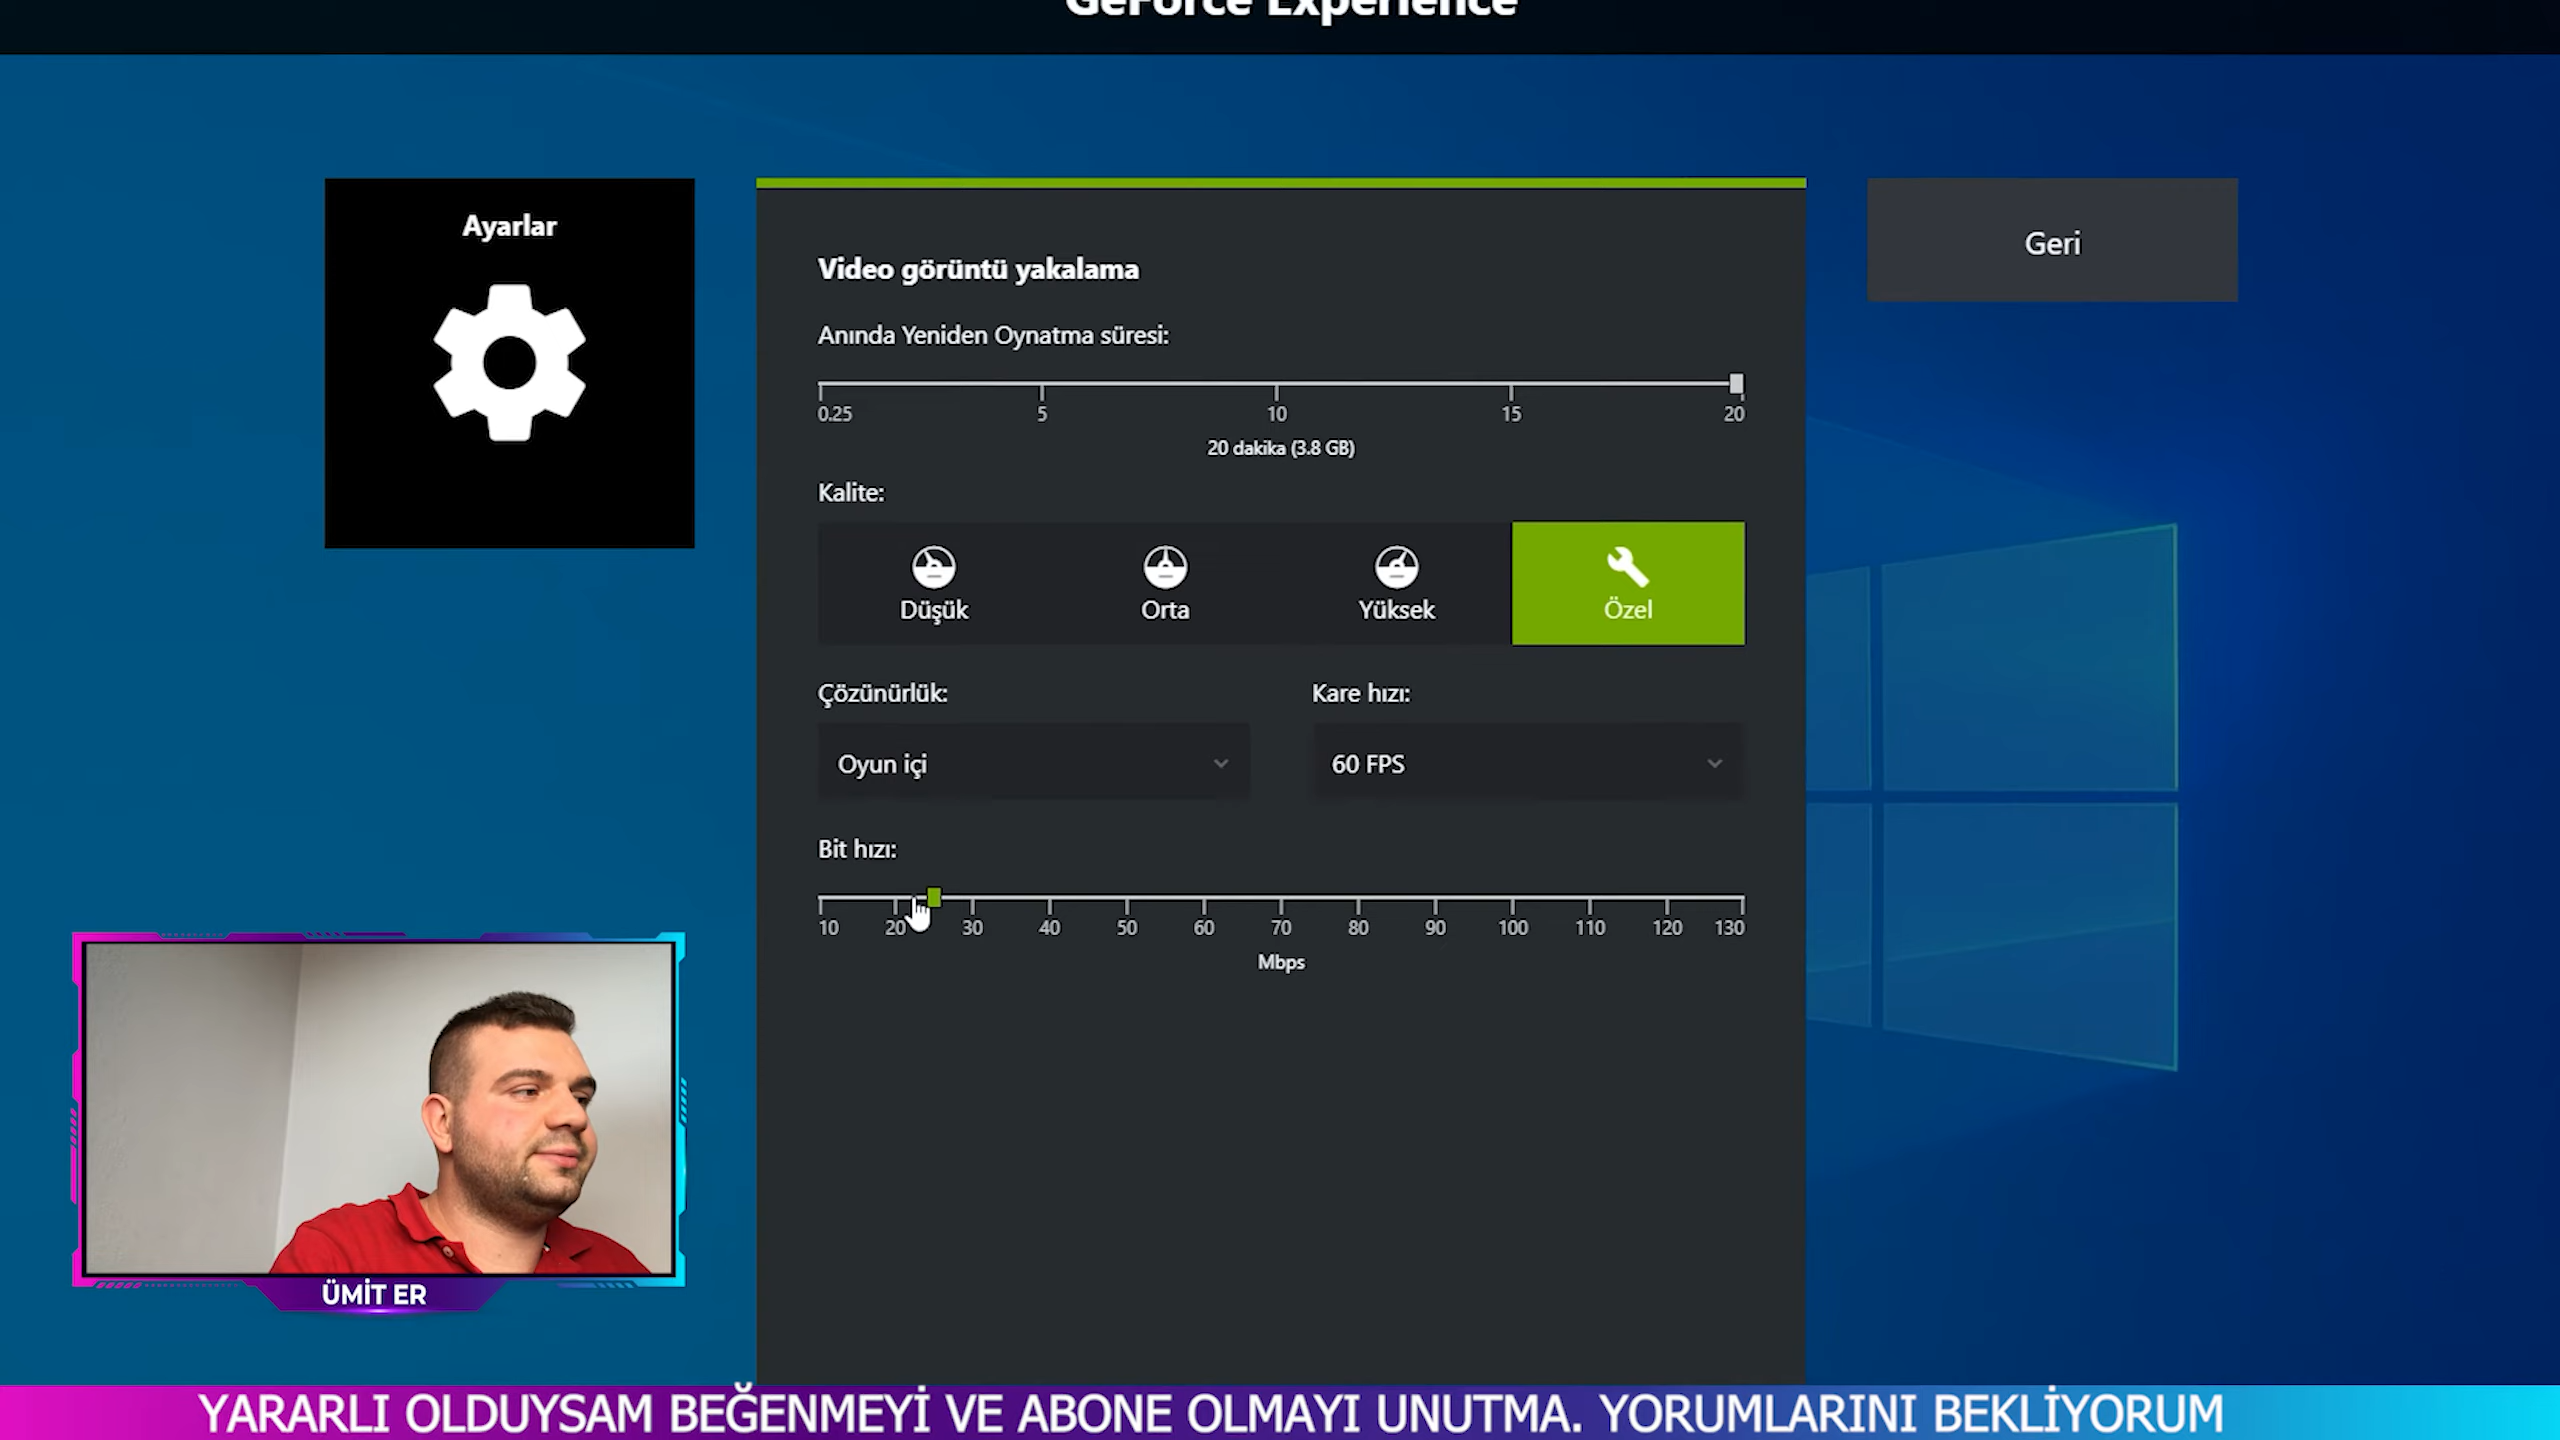 GeForce Experience
Ayarlar
Video görüntü yakalama
Geri
Anında Yeniden Oynatma süresi:
0.25 5 10 15 20
20 dakika (3.8 GB)
Kalite:
Düşük Orta Yüksek Özel
Çözünürlük: Kare hızı:
Oyun içi 60 FPS
Bit hızı:
10 20 30 40 50 60 70 80 90 100 110 120 130
Mbps
ÜMİT ER
YARARLI OLDUYSAM BEĞENMEYİ VE ABONE OLMAYI UNUTMA. YORUMLARINI BEKLİYORUM